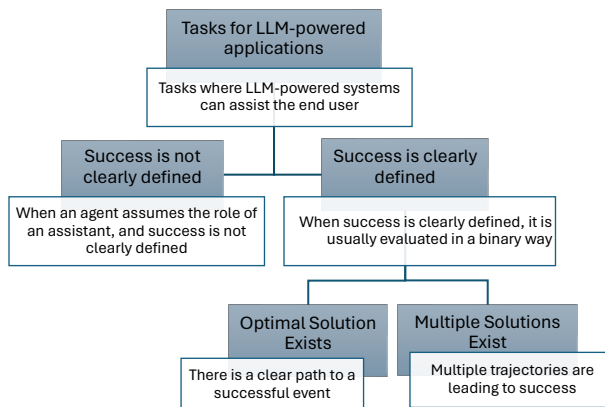 Tasks for LLM-powered
applications
Tasks where LLM-powered systems
can assist the end user
Success is not
clearly defined
When an agent assumes the role of
an assistant, and success is not
clearly defined
Success is clearly
defined
When success is clearly defined, it is
usually evaluated in a binary way
Optimal Solution
Exists
There is a clear path to a
successful event
Multiple Solutions
Exist
Multiple trajectories are
leading to success